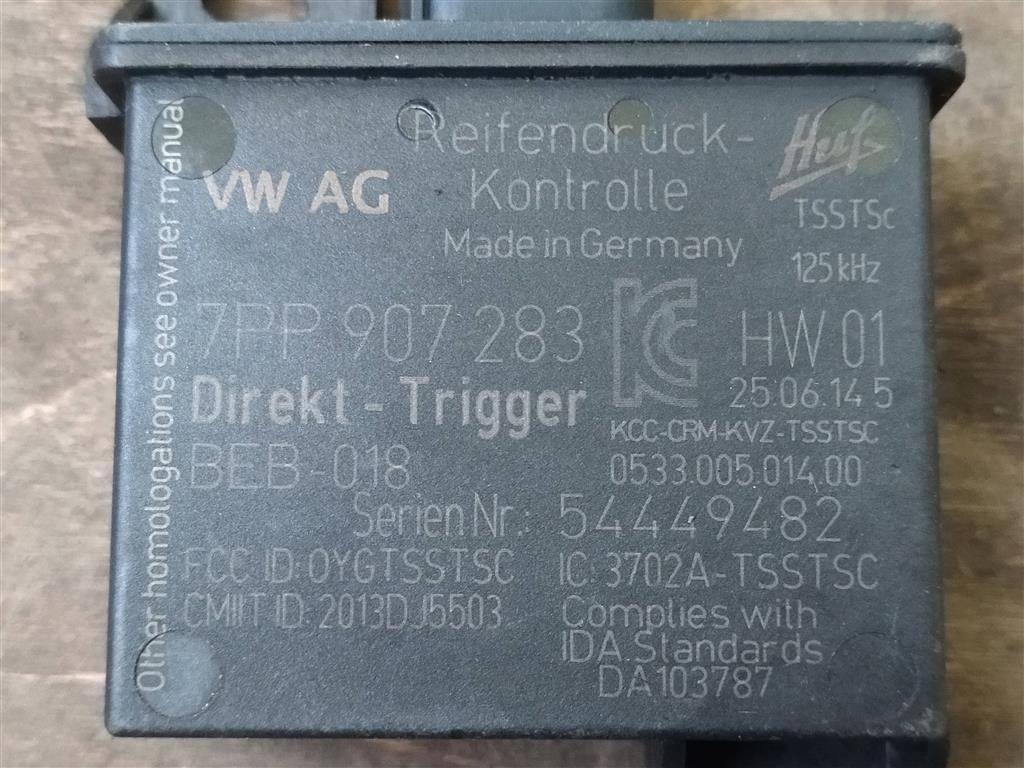 Reifendruck-
Kontrolle
VW AG
Huf
TSSTSc
Made in Germany
125 kHz
7PP 907 283
KC
HW 01
Direkt - Trigger
25.06.14 5
KCC-CRM-KVZ-TSSTSC
BEB-018
0533.005.014.00
Serien Nr.: 54449482
FCC ID: OYGTSSTSC
IC: 3702A-TSSTSC
CMIIT ID: 2013DJ5503
Complies with
IDA Standards
DA103787
Other homologations see owner manual